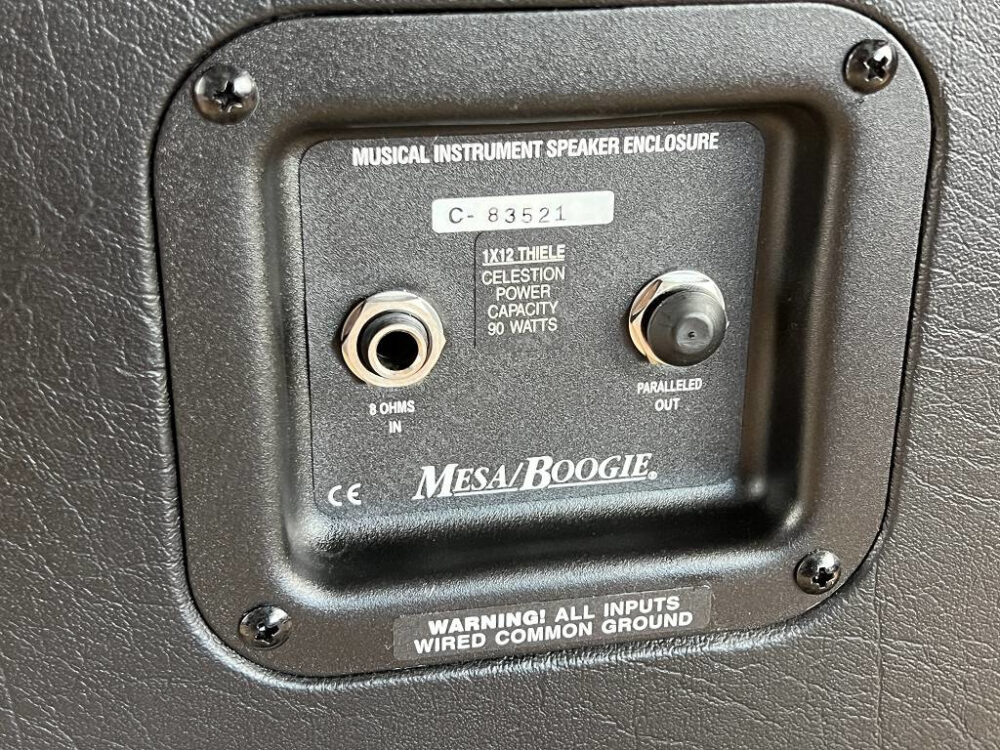 MUSICAL INSTRUMENT SPEAKER ENCLOSURE
C- 83521
1X12 THIELE
CELESTION
POWER
CAPACITY
90 WATTS
8 OHMS
IN
PARALLELED
OUT
CE
MESA/BOOGIE®
WARNING! ALL INPUTS
WIRED COMMON GROUND